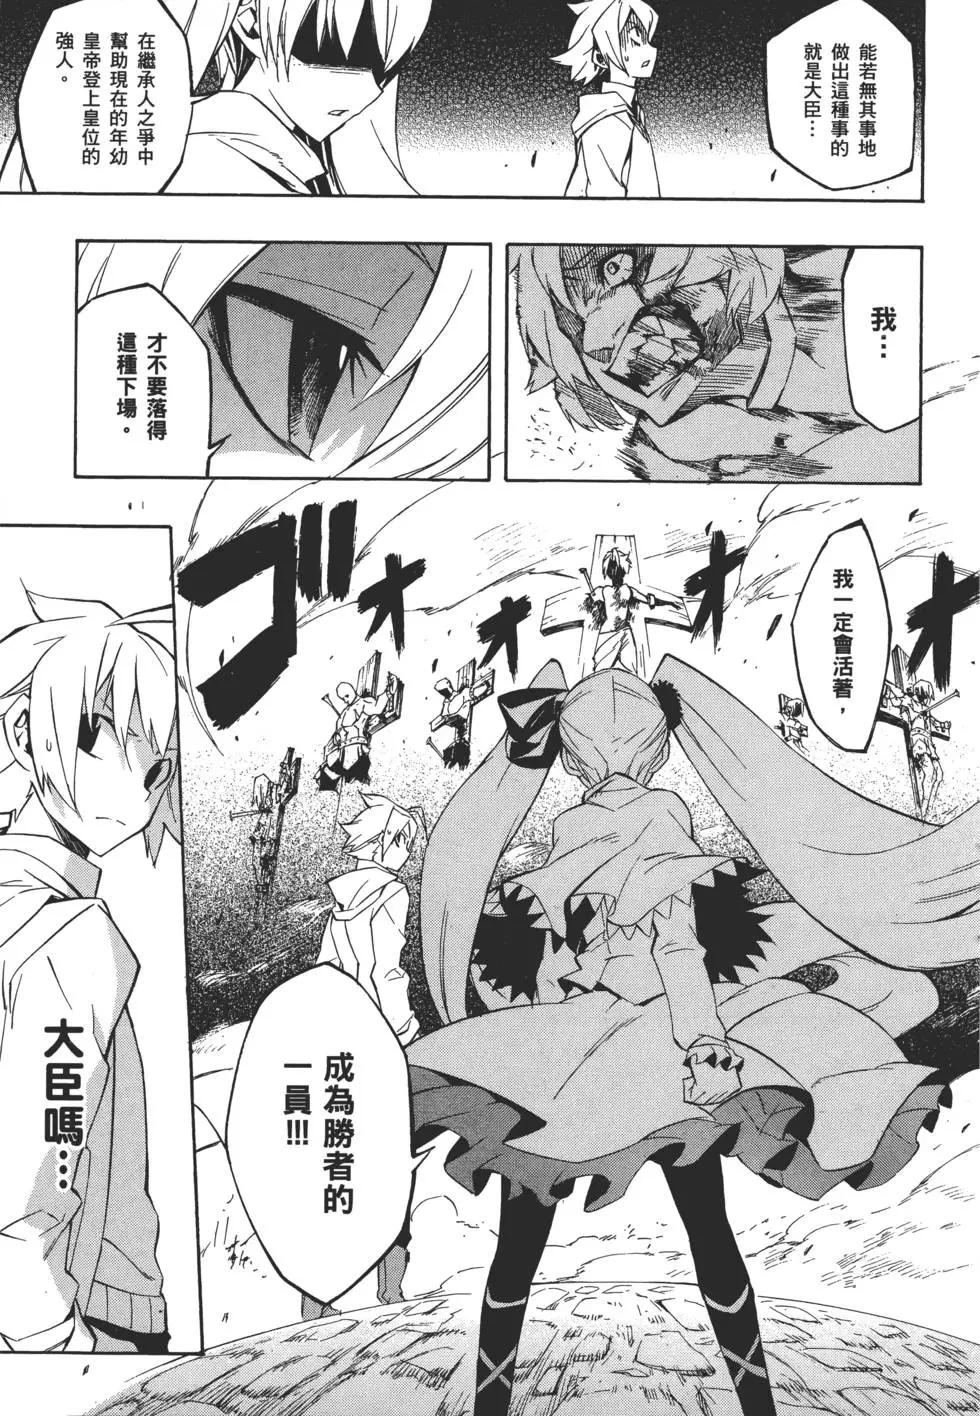 能若無其事地
做出這種事的
就是大臣…
在繼承人之爭中
幫助現在的年幼
皇帝登上皇位的
強人。
我…
才不要落得
這種下場。
我一定會活著，
ゴォォォ
成為勝者的
一員!!!
大臣嗎…